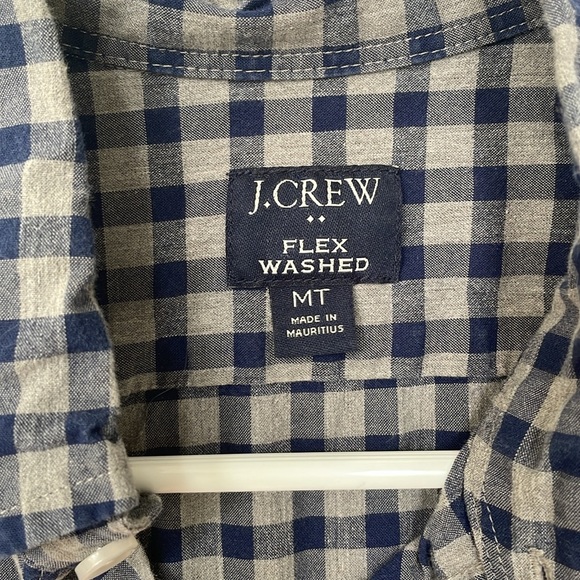 J.CREW
FLEX
WASHED
MT
MADE IN
MAURITIUS